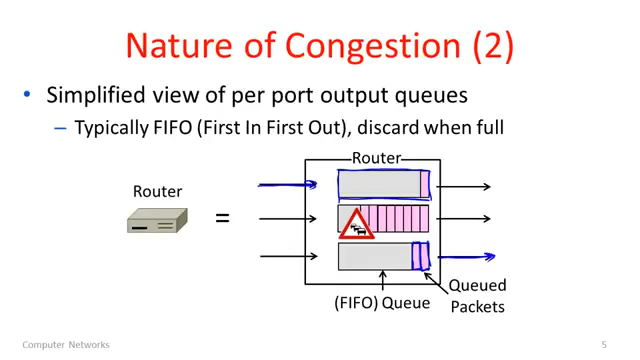 Nature of Congestion (2)
• Simplified view of per port output queues
– Typically FIFO (First In First Out), discard when full
Router
Router
=
(FIFO) Queue
Queued
Packets
Computer Networks
5